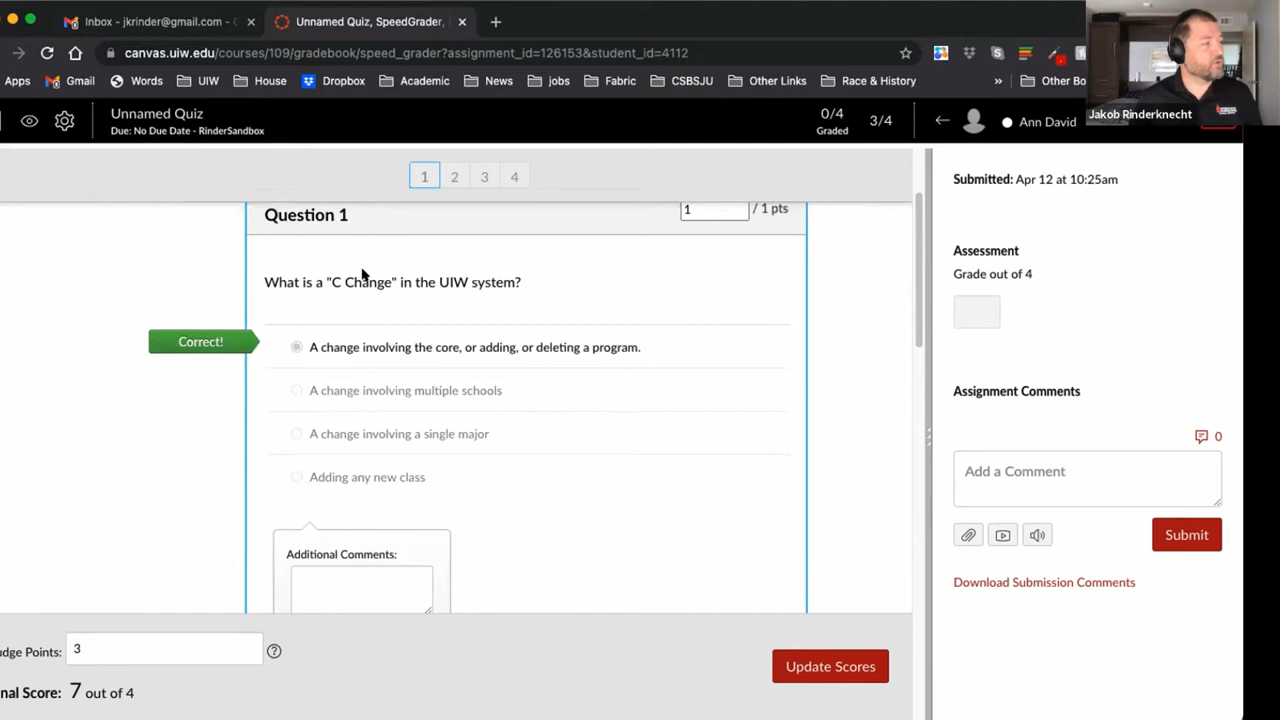 Inbox - jkrinder@gmail.com - G
Unnamed Quiz, SpeedGrader,
canvas.uiw.edu/courses/109/gradebook/speed_grader?assignment_id=126153&student_id=4112
Apps Gmail Words UIW House Dropbox Academic News jobs Fabric CSBSJU Other Links Race & History » Other Bo
Jakob Rinderknecht
Unnamed Quiz
Due: No Due Date - RinderSandbox
0/4
Graded
3/4
Ann David
1 2 3 4
Question 1
1 / 1 pts
What is a "C Change" in the UIW system?
Correct!
A change involving the core, or adding, or deleting a program.
A change involving multiple schools
A change involving a single major
Adding any new class
Additional Comments:
udge Points: 3
nal Score: 7 out of 4
Update Scores
Submitted: Apr 12 at 10:25am
Assessment
Grade out of 4
Assignment Comments
0
Add a Comment
Submit
Download Submission Comments